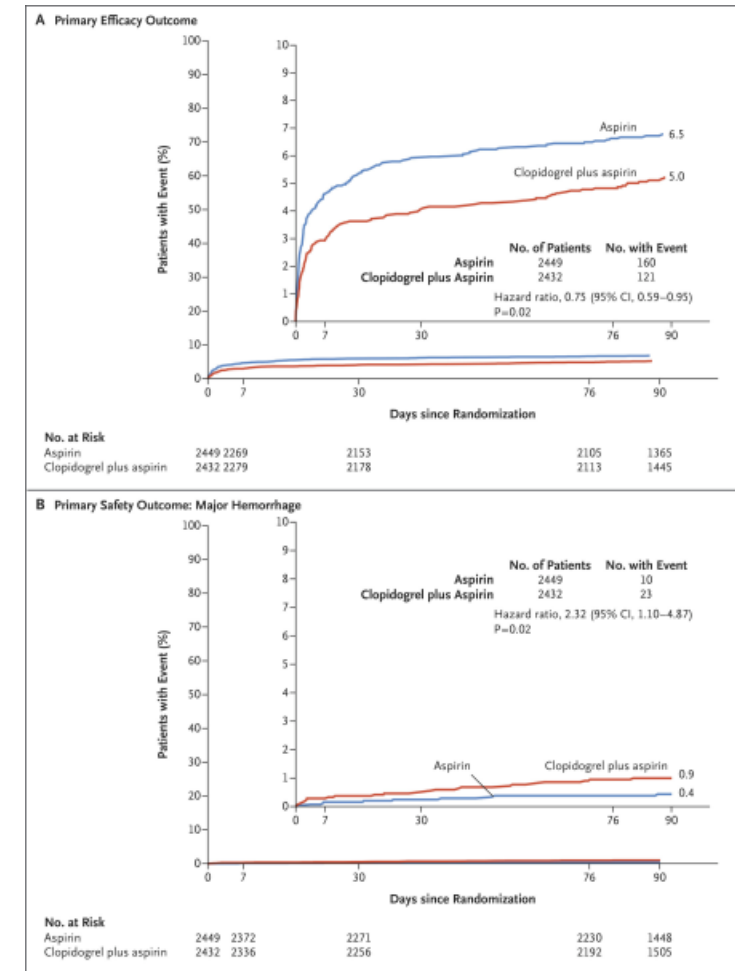 A Primary Efficacy Outcome
Patients with Event (%)
100
90
80
70
60
50
40
30
20
10
0
10
9
8
7
6
5
4
3
2
1
0
Aspirin 6.5
Clopidogrel plus aspirin 5.0
No. of Patients No. with Event
Aspirin 2449 160
Clopidogrel plus Aspirin 2432 121
Hazard ratio, 0.75 (95% CI, 0.59–0.95)
P=0.02
0 7 30 76 90
0 7 30 76 90
Days since Randomization
No. at Risk
Aspirin 2449 2269 2153 2105 1365
Clopidogrel plus aspirin 2432 2279 2178 2113 1445
B Primary Safety Outcome: Major Hemorrhage
Patients with Event (%)
100
90
80
70
60
50
40
30
20
10
0
10
9
8
7
6
5
4
3
2
1
0
No. of Patients No. with Event
Aspirin 2449 10
Clopidogrel plus Aspirin 2432 23
Hazard ratio, 2.32 (95% CI, 1.10–4.87)
P=0.02
Aspirin Clopidogrel plus aspirin 0.9
0.4
0 7 30 76 90
0 7 30 76 90
Days since Randomization
No. at Risk
Aspirin 2449 2372 2271 2230 1448
Clopidogrel plus aspirin 2432 2336 2256 2192 1505